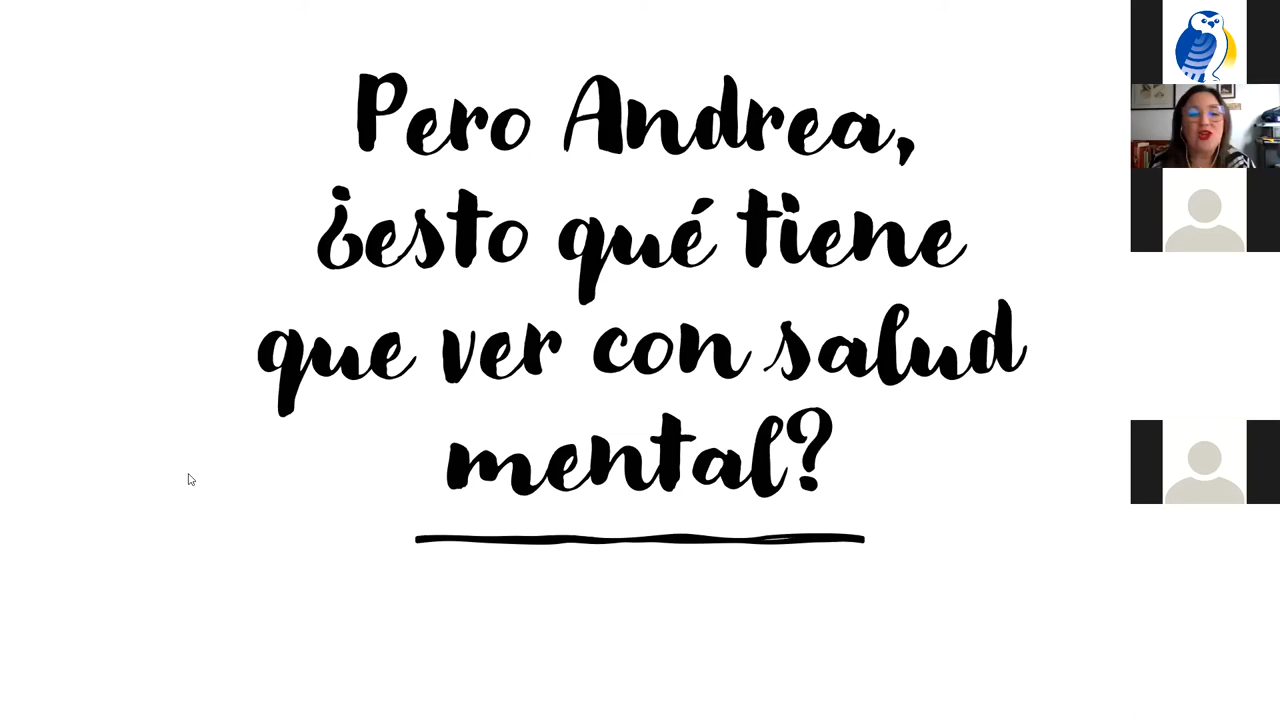 Pero Andrea,
¿esto qué tiene
que ver con salud
mental?